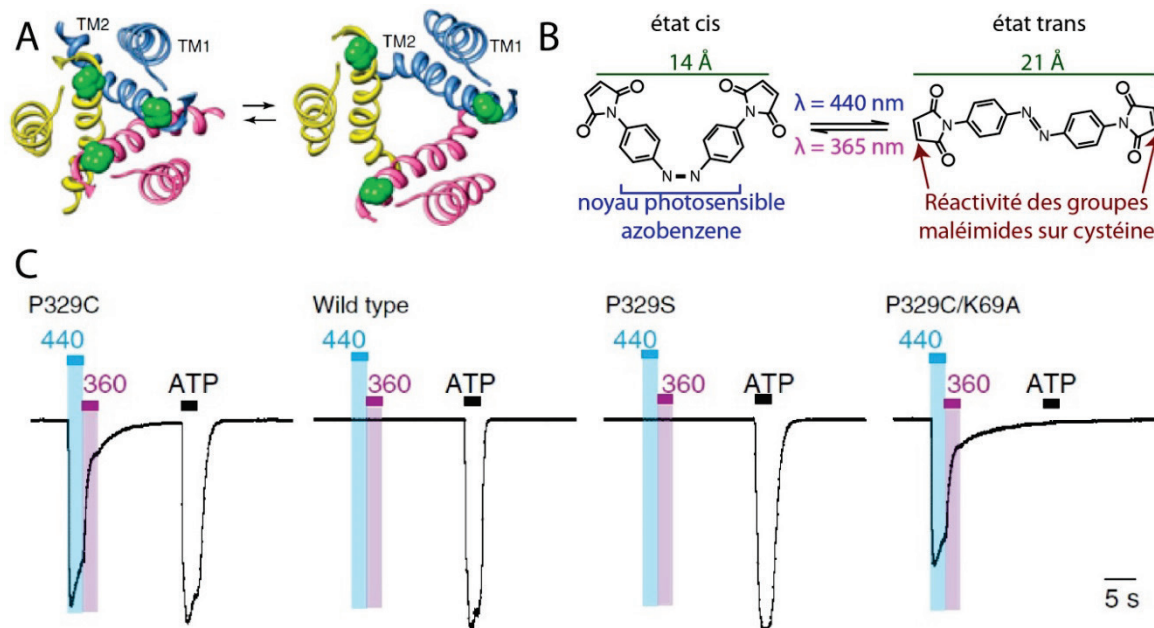 A
TM2
TM1
TM2
TM1
B
état cis
état trans
14 Å
21 Å
λ = 440 nm
λ = 365 nm
O
N
O
O
N
O
N
N
O
N
O
N
N
O
N
O
noyau photosensible
azobenzene
Réactivité des groupes
maléimides sur cystéine
C
P329C
440
360
ATP
Wild type
440
360
ATP
P329S
440
360
ATP
P329C/K69A
440
360
ATP
5 s